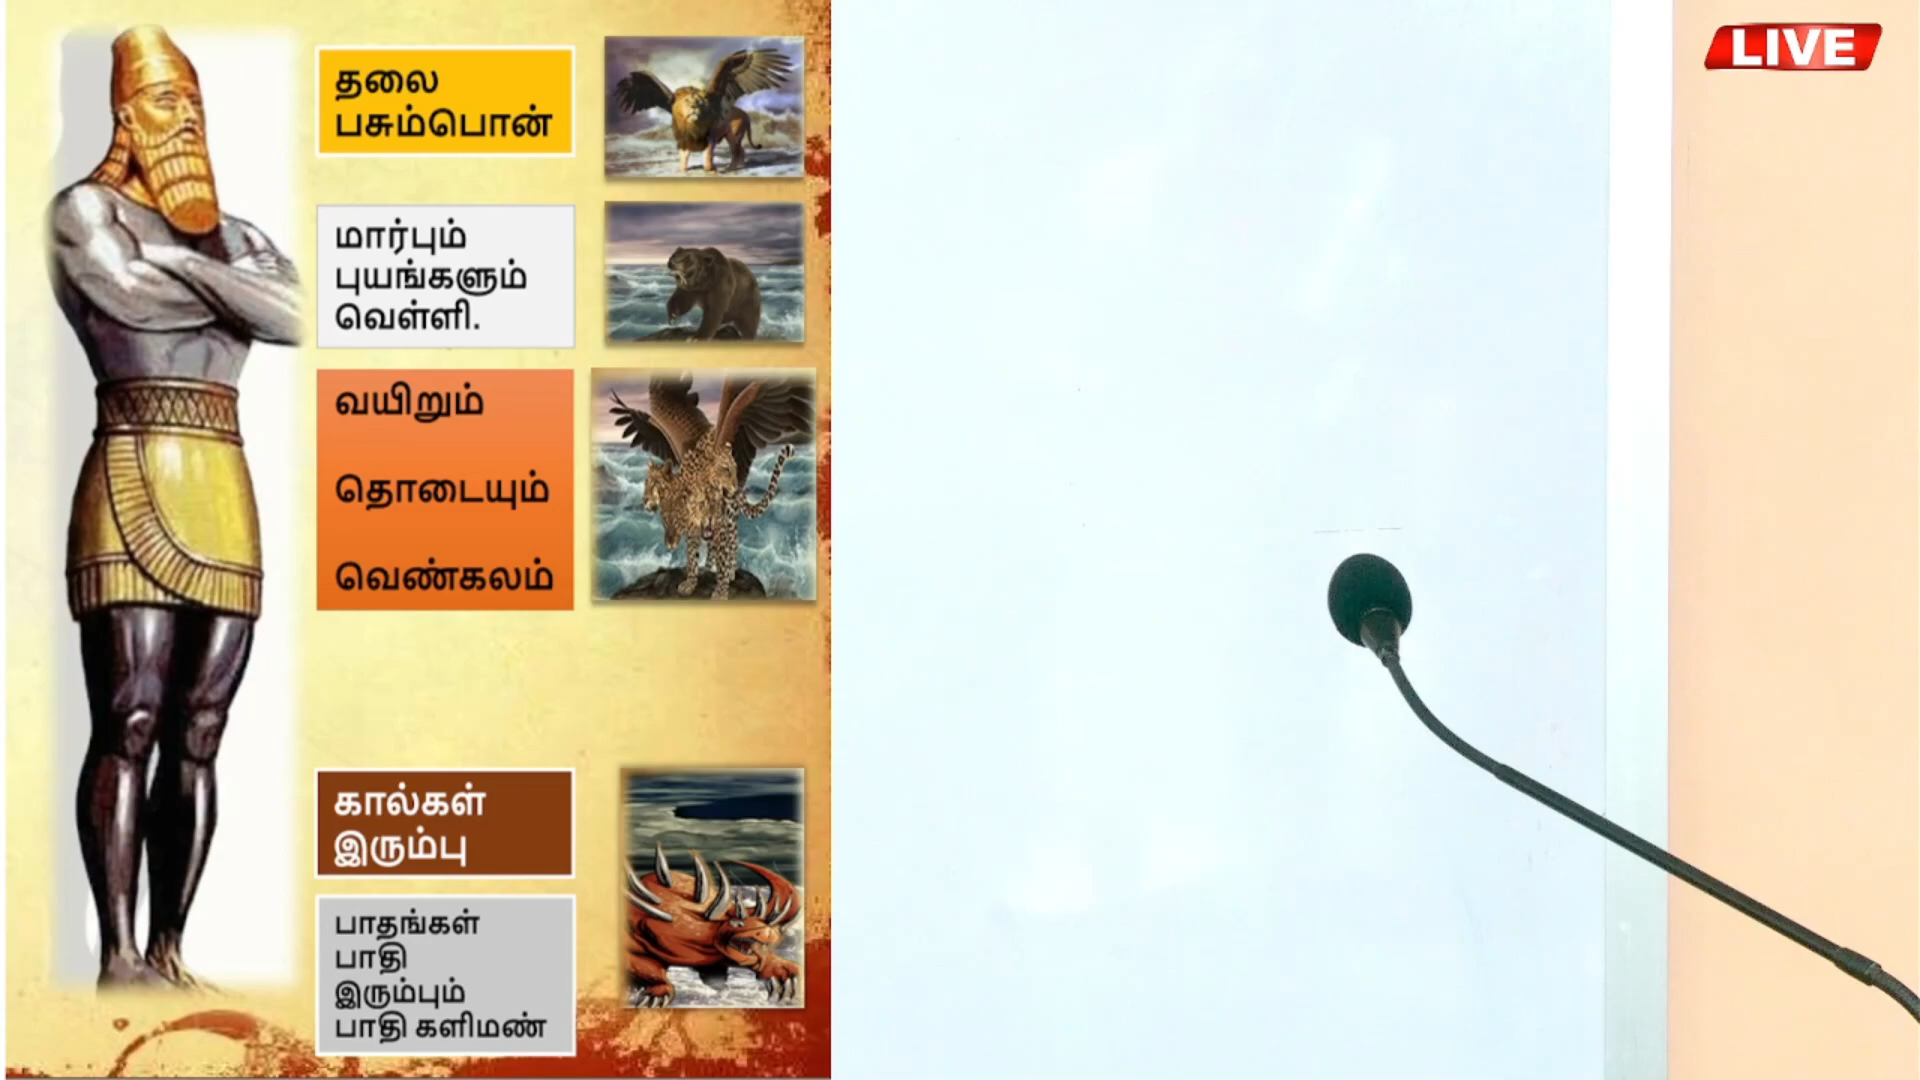 தலை
பசும்பொன்
மார்பும்
புயங்களும்
வெள்ளி.
வயிறும்
தொடையும்
வெண்கலம்
கால்கள்
இரும்பு
பாதங்கள்
பாதி
இரும்பும்
பாதி களிமண்
LIVE